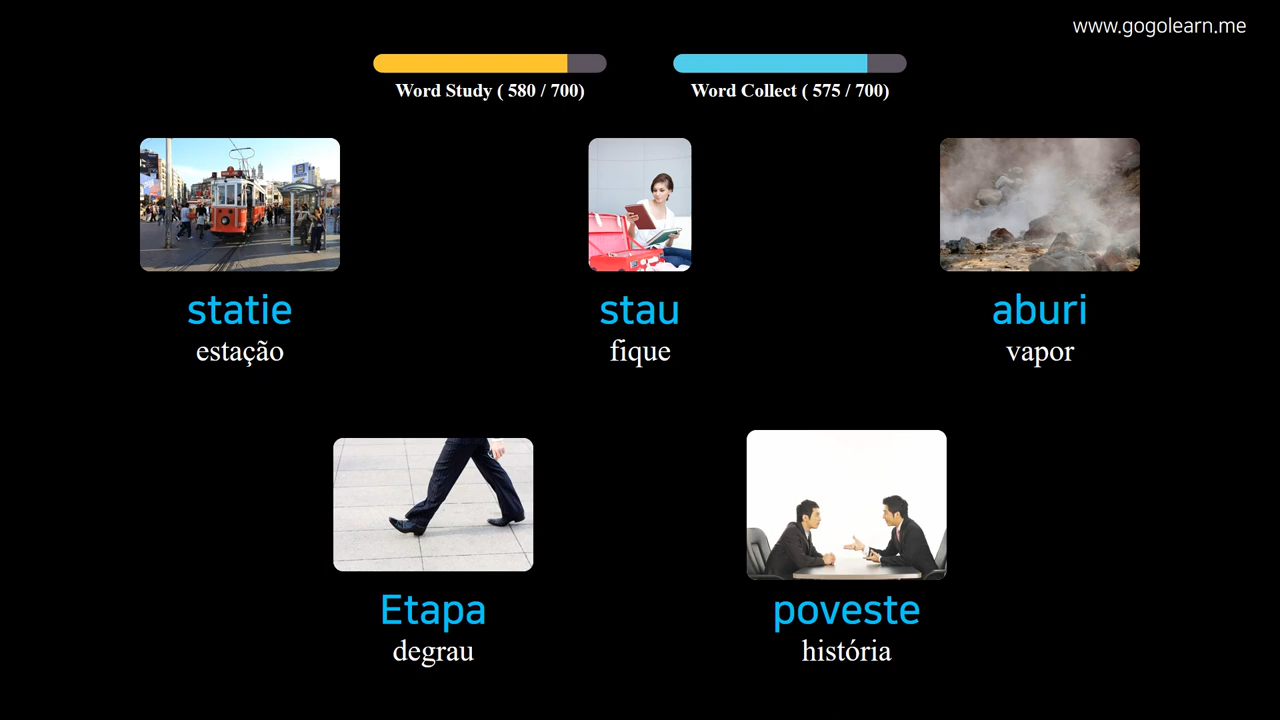 www.gogolearn.me
Word Study ( 580 / 700)
Word Collect ( 575 / 700)
statie
estação
stau
fique
aburi
vapor
Etapa
degrau
poveste
história